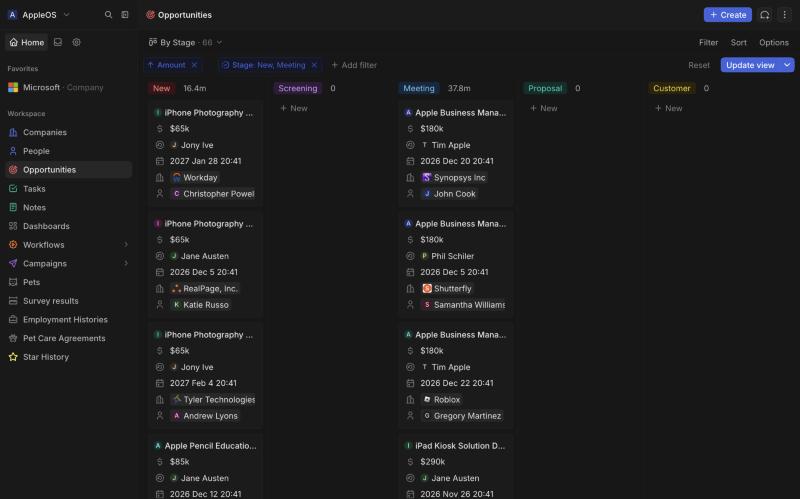 A AppleOS
Home
Favorites
Microsoft · Company
Workspace
Companies
People
Opportunities
Tasks
Notes
Dashboards
Workflows
Campaigns
Pets
Survey results
Employment Histories
Pet Care Agreements
Star History
Opportunities
+ Create
By Stage · 66
Filter
Sort
Options
Amount ×
Stage: New, Meeting ×
+ Add filter
Reset
Update view
New 16.4m
I iPhone Photography ...
$65k
J Jony Ive
2027 Jan 28 20:41
Workday
C Christopher Powel
I iPhone Photography ...
$65k
J Jane Austen
2026 Dec 5 20:41
RealPage, Inc.
K Katie Russo
I iPhone Photography ...
$65k
J Jony Ive
2027 Feb 4 20:41
Tyler Technologies
A Andrew Lyons
A Apple Pencil Educatio...
$85k
J Jane Austen
2026 Dec 12 20:41
Screening 0
+ New
Meeting 37.8m
A Apple Business Mana...
$180k
T Tim Apple
2026 Dec 20 20:41
Synopsys Inc
J John Cook
A Apple Business Mana...
$180k
P Phil Schiler
2026 Dec 5 20:41
Shutterfly
S Samantha Williams
A Apple Business Mana...
$180k
T Tim Apple
2026 Dec 22 20:41
Roblox
G Gregory Martinez
I iPad Kiosk Solution D...
$290k
J Jane Austen
2026 Nov 26 20:41
Proposal 0
+ New
Customer 0
+ New